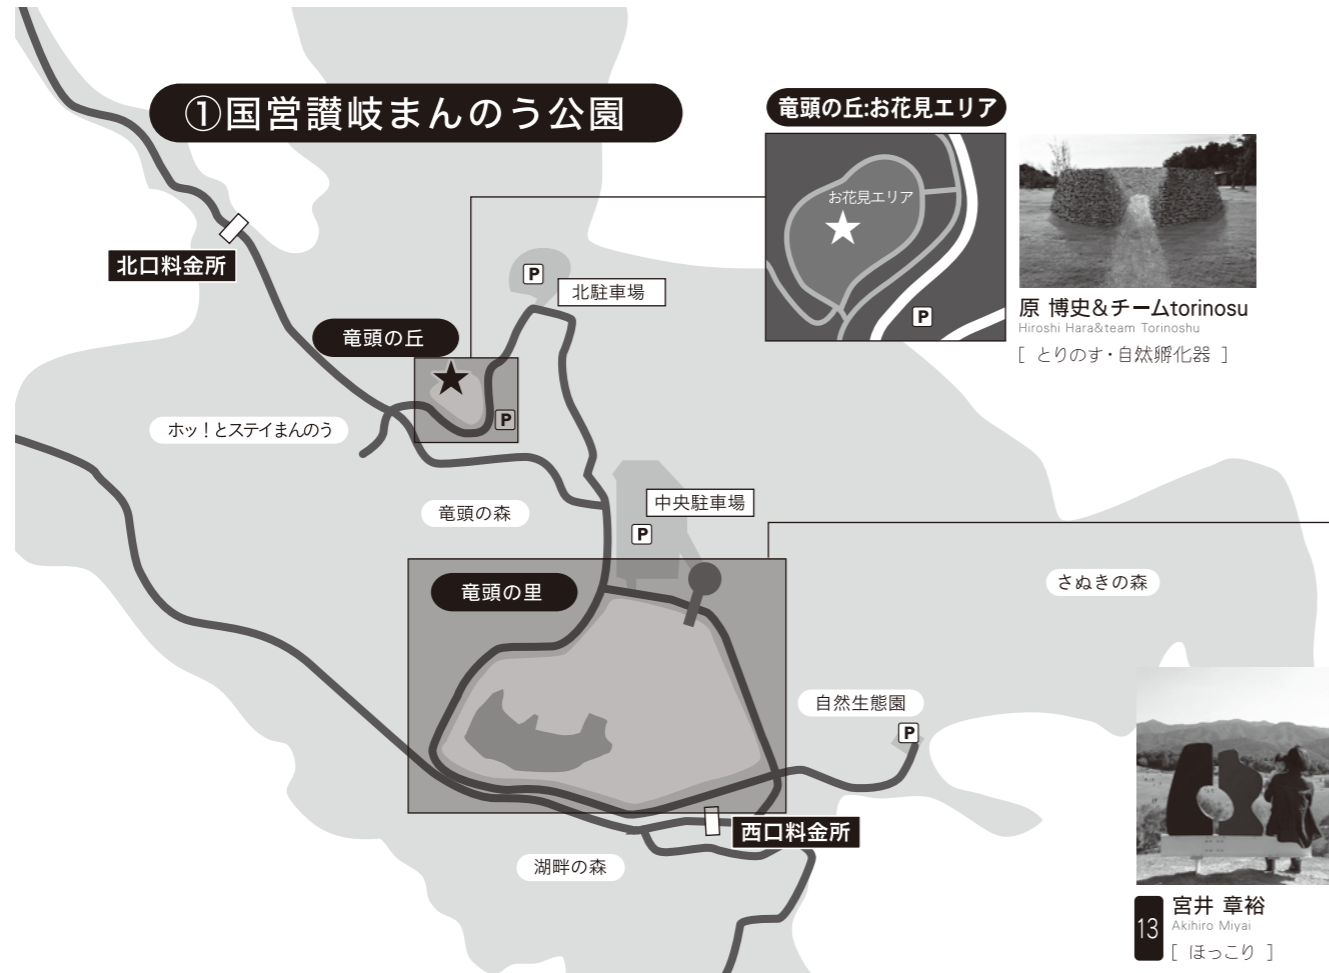 ①国営讃岐まんのう公園
竜頭の丘:お花見エリア
お花見エリア
P
原 博史&チームtorinosu
Hiroshi Hara&team Torinoshu
[ とりのす・自然孵化器 ]
北口料金所
P
北駐車場
竜頭の丘
P
ホッ!とステイまんのう
竜頭の森
中央駐車場
P
竜頭の里
さぬきの森
自然生態園
P
西口料金所
湖畔の森
13
宮井 章裕
Akihiro Miyai
[ ほっこり ]